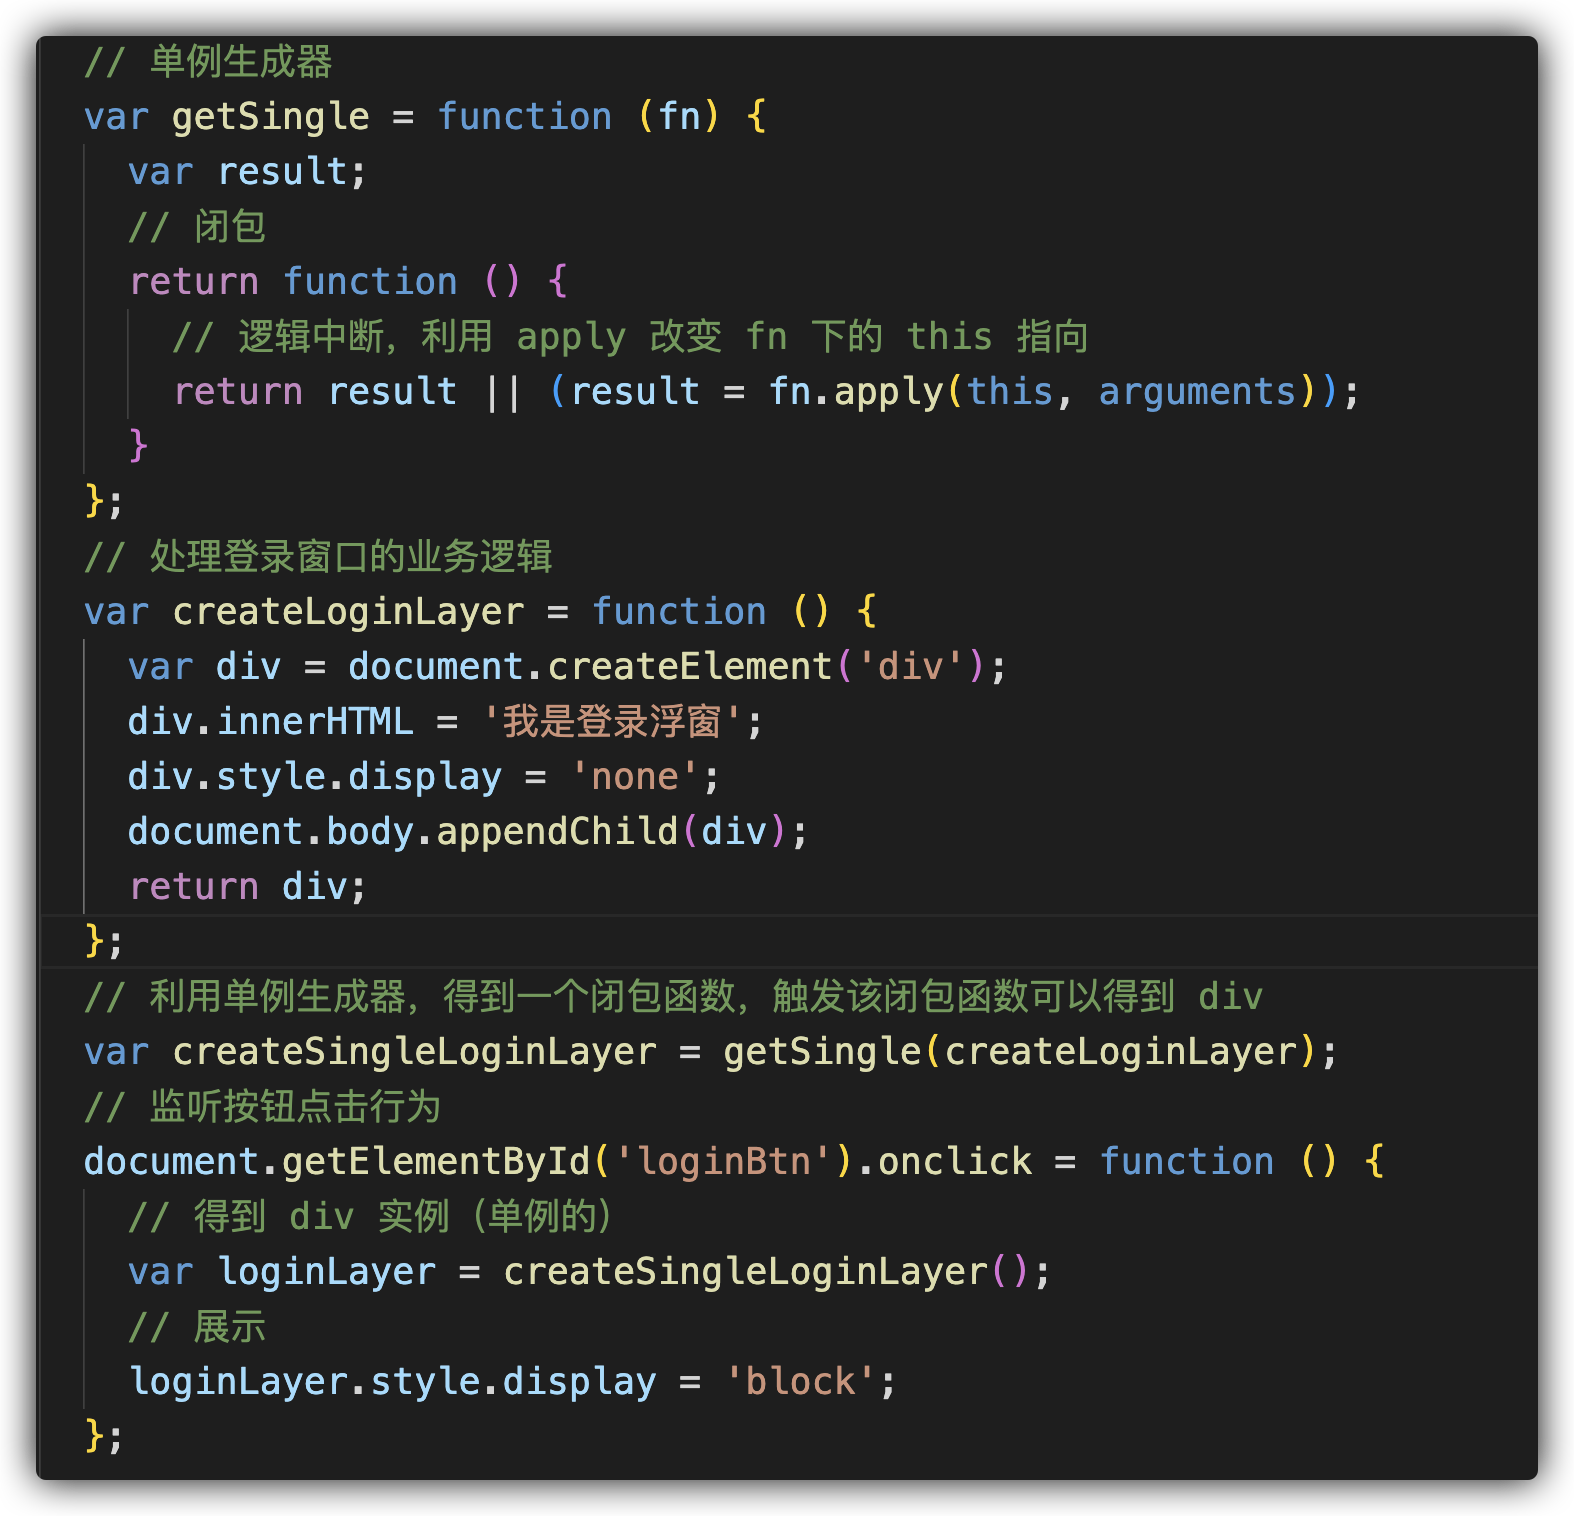 // 单例生成器
var getSingle = function (fn) {
  var result;
  // 闭包
  return function () {
    // 逻辑中断，利用 apply 改变 fn 下的 this 指向
    return result || (result = fn.apply(this, arguments));
  }
};
// 处理登录窗口的业务逻辑
var createLoginLayer = function () {
  var div = document.createElement('div');
  div.innerHTML = '我是登录浮窗';
  div.style.display = 'none';
  document.body.appendChild(div);
  return div;
};
// 利用单例生成器，得到一个闭包函数，触发该闭包函数可以得到 div
var createSingleLoginLayer = getSingle(createLoginLayer);
// 监听按钮点击行为
document.getElementById('loginBtn').onclick = function () {
  // 得到 div 实例（单例的）
  var loginLayer = createSingleLoginLayer();
  // 展示
  loginLayer.style.display = 'block';
};